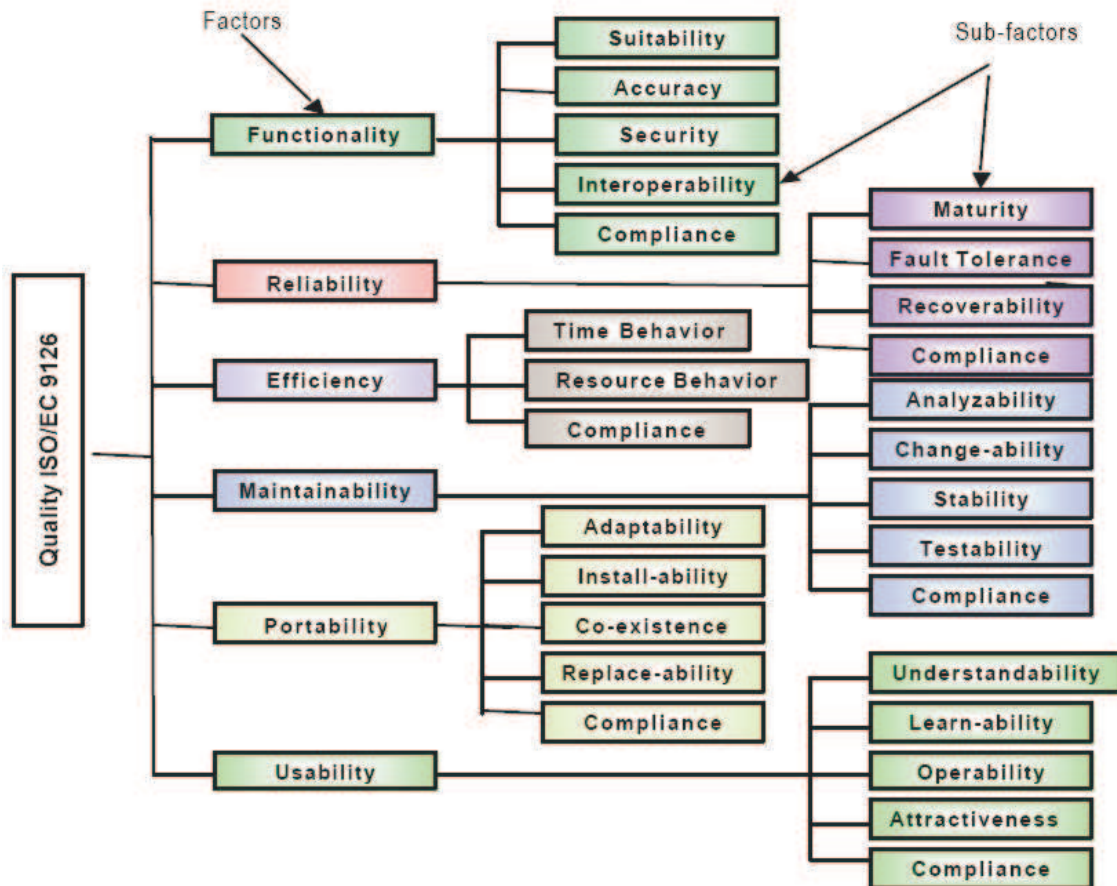 Factors
Sub-factors
Quality ISO/EC 9126
Functionality
Suitability
Accuracy
Security
Interoperability
Compliance
Reliability
Maturity
Fault Tolerance
Recoverability
Compliance
Efficiency
Time Behavior
Resource Behavior
Compliance
Maintainability
Analyzability
Change-ability
Stability
Testability
Compliance
Portability
Adaptability
Install-ability
Co-existence
Replace-ability
Compliance
Usability
Understandability
Learn-ability
Operability
Attractiveness
Compliance